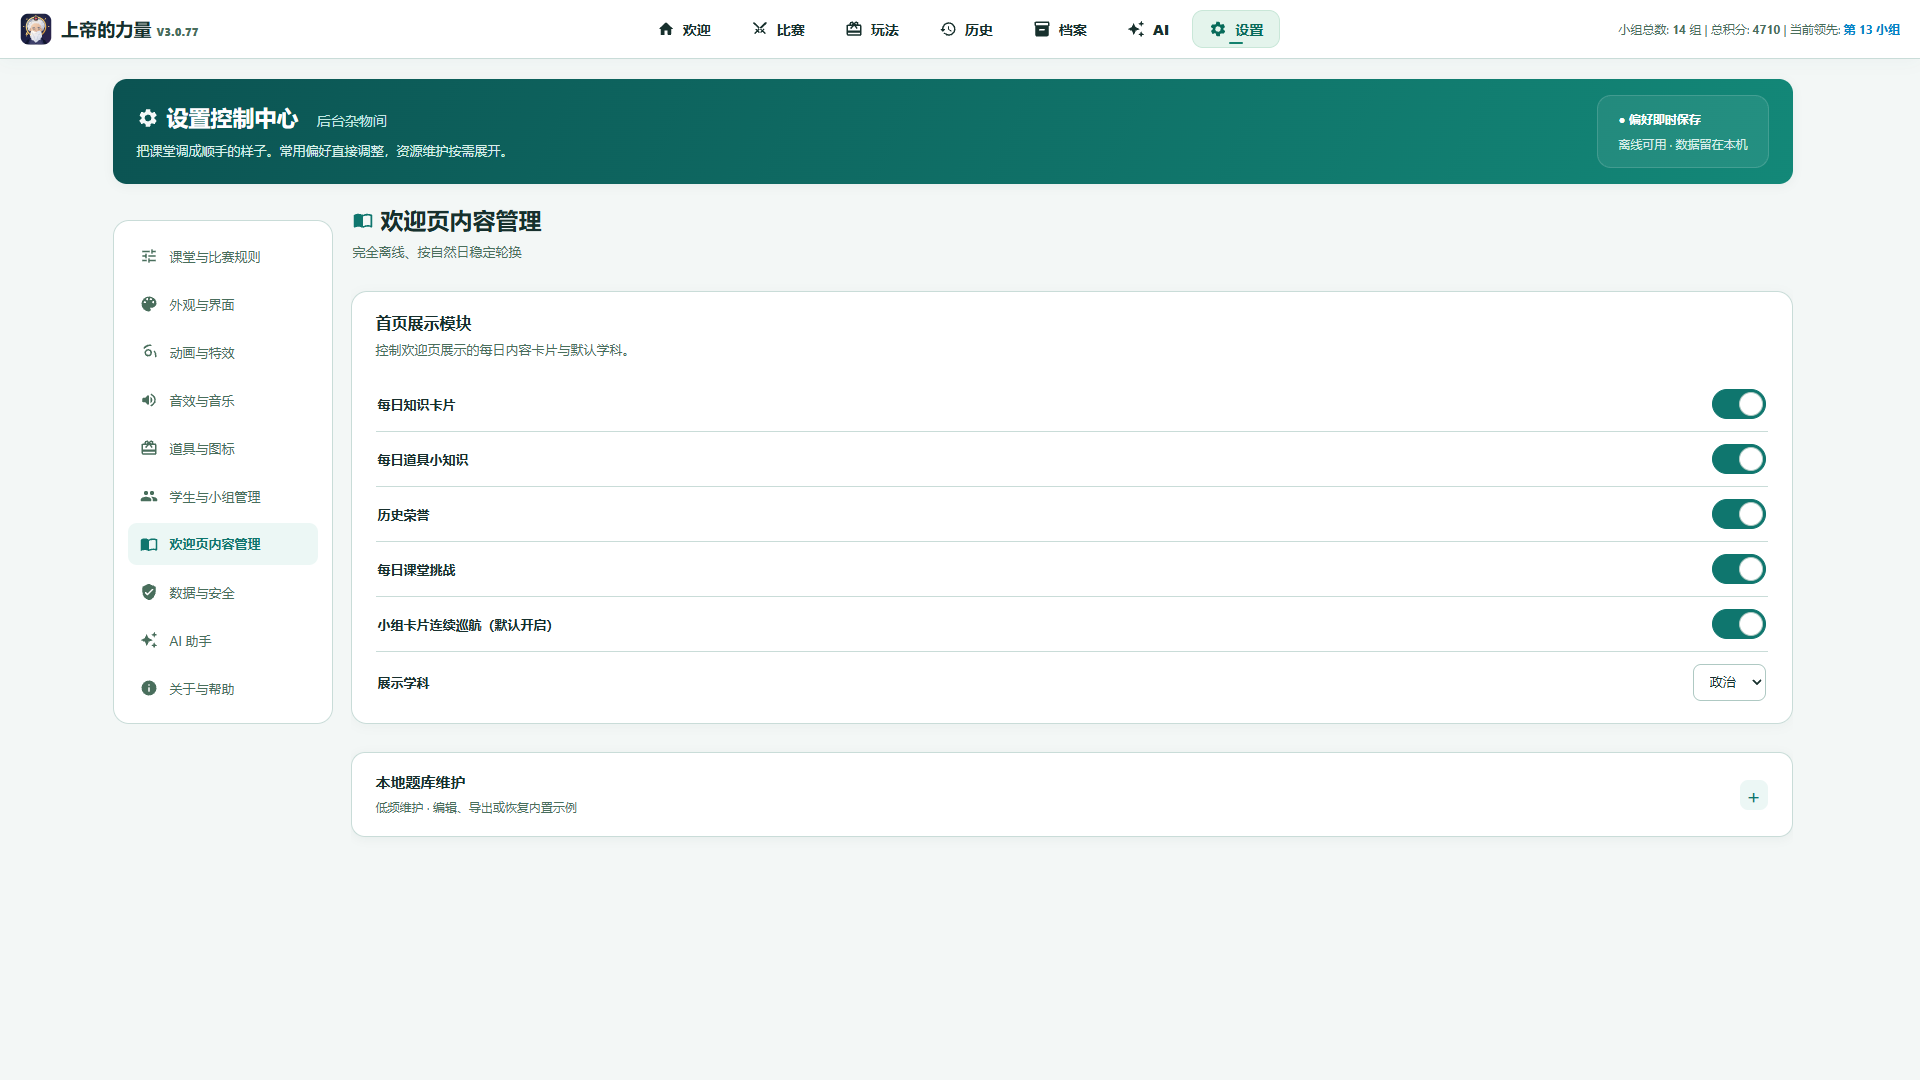 上帝的力量 V3.0.77
欢迎
比赛
玩法
历史
档案
AI
设置
小组总数: 14 组 | 总积分: 4710 | 当前领先: 第 13 小组
设置控制中心 后台杂物间
把课堂调成顺手的样子。常用偏好直接调整，资源维护按需展开。
● 偏好即时保存
离线可用 · 数据留在本机
课堂与比赛规则
外观与界面
动画与特效
音效与音乐
道具与图标
学生与小组管理
欢迎页内容管理
数据与安全
AI 助手
关于与帮助
欢迎页内容管理
完全离线、按自然日稳定轮换
首页展示模块
控制欢迎页展示的每日内容卡片与默认学科。
每日知识卡片
每日道具小知识
历史荣誉
每日课堂挑战
小组卡片连续巡航（默认开启）
展示学科
政治
本地题库维护
低频维护 · 编辑、导出或恢复内置示例
+